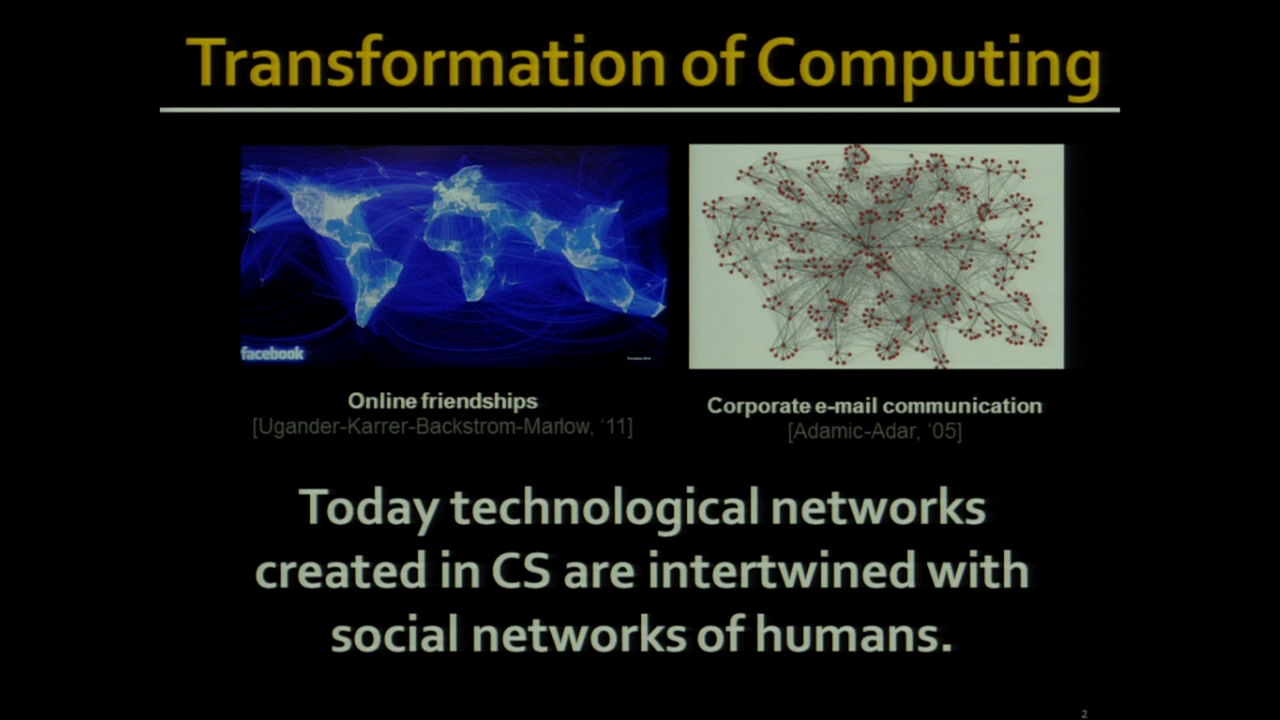 Transformation of Computing
facebook
Online friendships
[Ugander-Karrer-Backstrom-Marlow, ‘11]
Corporate e-mail communication
[Adamic-Adar, ‘05]
Today technological networks
created in CS are intertwined with
social networks of humans.
2